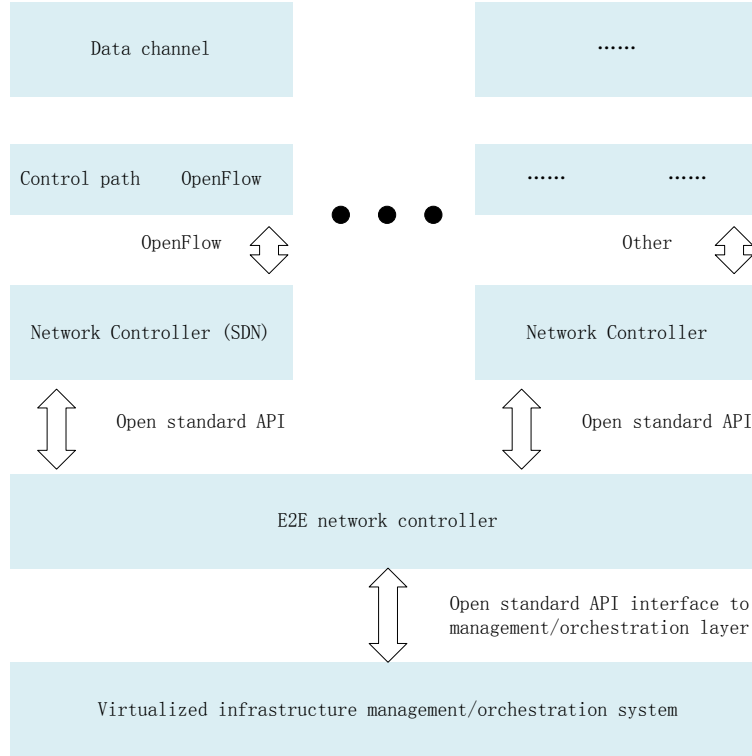 Data channel
……
Control path OpenFlow
…… ……
OpenFlow
Other
Network Controller (SDN)
Network Controller
Open standard API
Open standard API
E2E network controller
Open standard API interface to
management/orchestration layer
Virtualized infrastructure management/orchestration system